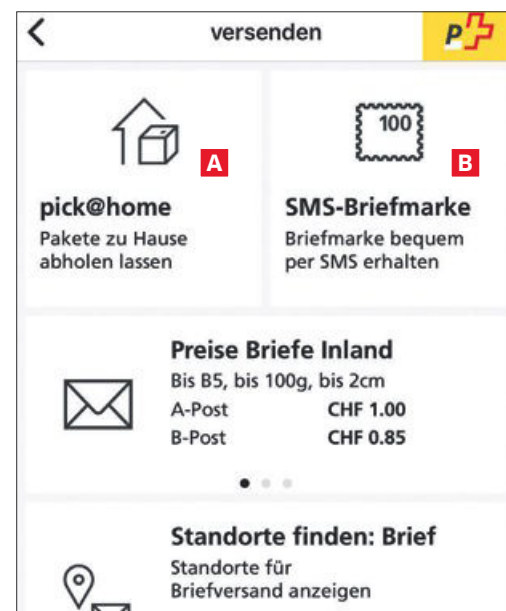 versenden
P
A
pick@home
Pakete zu Hause
abholen lassen
100
B
SMS-Briefmarke
Briefmarke bequem
per SMS erhalten
Preise Briefe Inland
Bis B5, bis 100g, bis 2cm
A-Post CHF 1.00
B-Post CHF 0.85
Standorte finden: Brief
Standorte für
Briefversand anzeigen